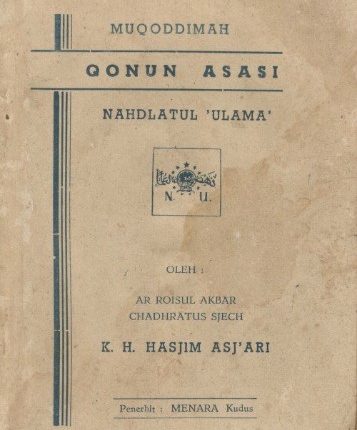 MUQODDIMAH
QONUN ASASI
NAHDLATUL 'ULAMA'
N U.
OLEH :
AR ROISUL AKBAR
CHADHRATUS SJECH
K. H. HASJIM ASJ'ARI
Penerbit : MENARA Kudus